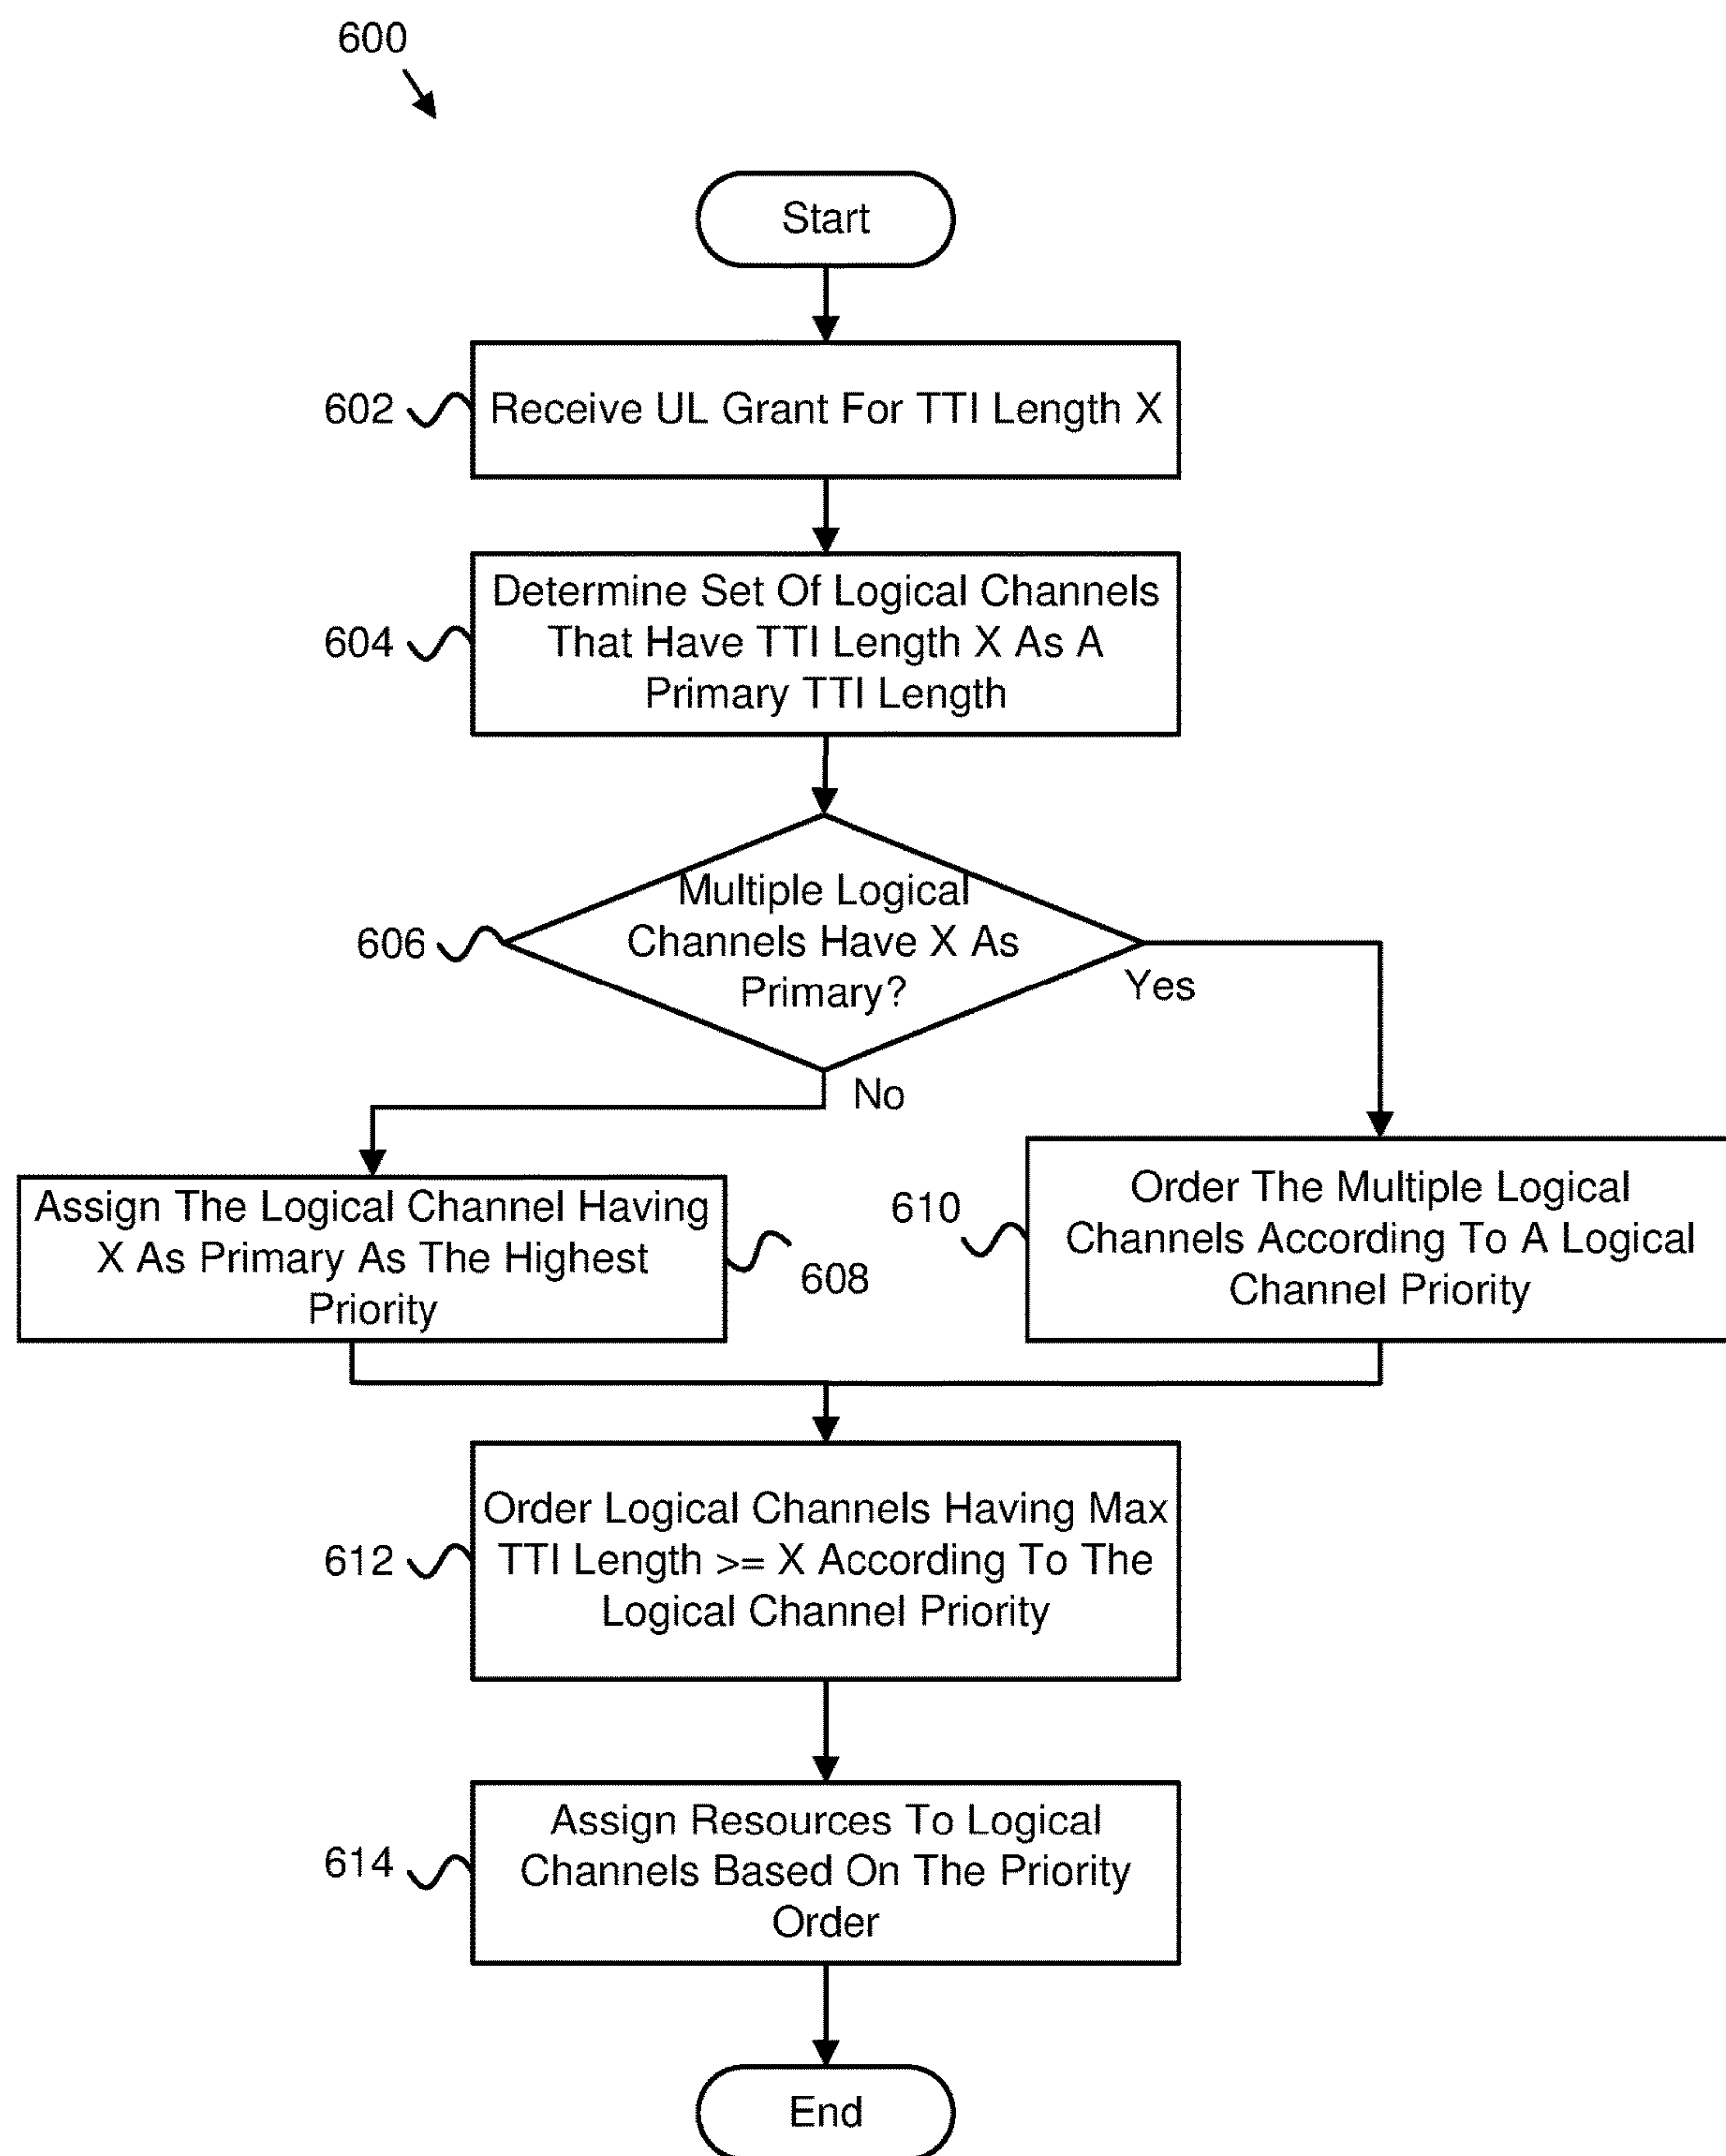 600
Start
602
Receive UL Grant For TTI Length X
604
Determine Set Of Logical Channels
That Have TTI Length X As A
Primary TTI Length
606
Multiple Logical
Channels Have X As
Primary?
Yes
No
Assign The Logical Channel Having
X As Primary As The Highest
Priority
608
610
Order The Multiple Logical
Channels According To A Logical
Channel Priority
612
Order Logical Channels Having Max
TTI Length >= X According To The
Logical Channel Priority
614
Assign Resources To Logical
Channels Based On The Priority
Order
End